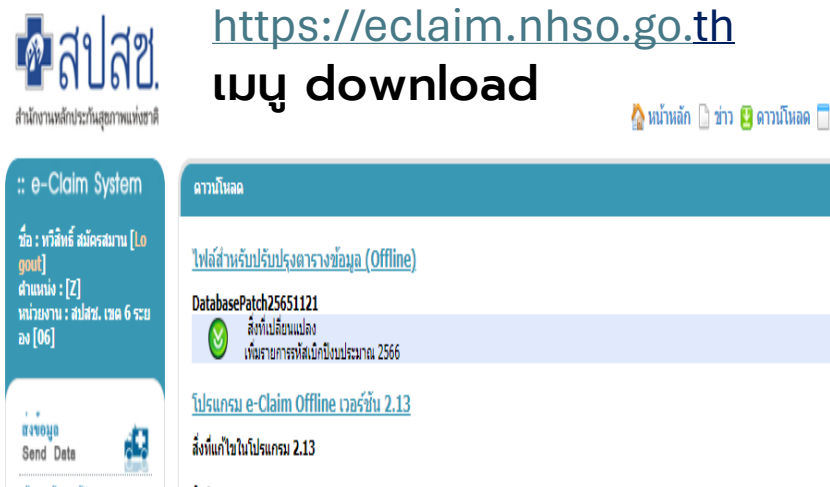 สปสช.
สำนักงานหลักประกันสุขภาพแห่งชาติ
https://eclaim.nhso.go.th
เมนู download
หน้าหลัก ข่าว ดาวน์โหลด
:: e-Claim System
ชื่อ : ทวีสิทธิ์ สมัครสมาน [Lo
gout]
ตำแหน่ง : [Z]
หน่วยงาน : สปสช. เขต 6 ระย
อง [06]
ส่งข้อมูล
Send Data
ดาวน์โหลด
ไฟล์สำหรับปรับปรุงตารางข้อมูล (Offline)
DatabasePatch25651121
สิ่งที่เปลี่ยนแปลง
เพิ่มรายการรหัสเบิกปีงบประมาณ 2566
โปรแกรม e-Claim Offline เวอร์ชั่น 2.13
สิ่งที่แก้ไขในโปรแกรม 2.13